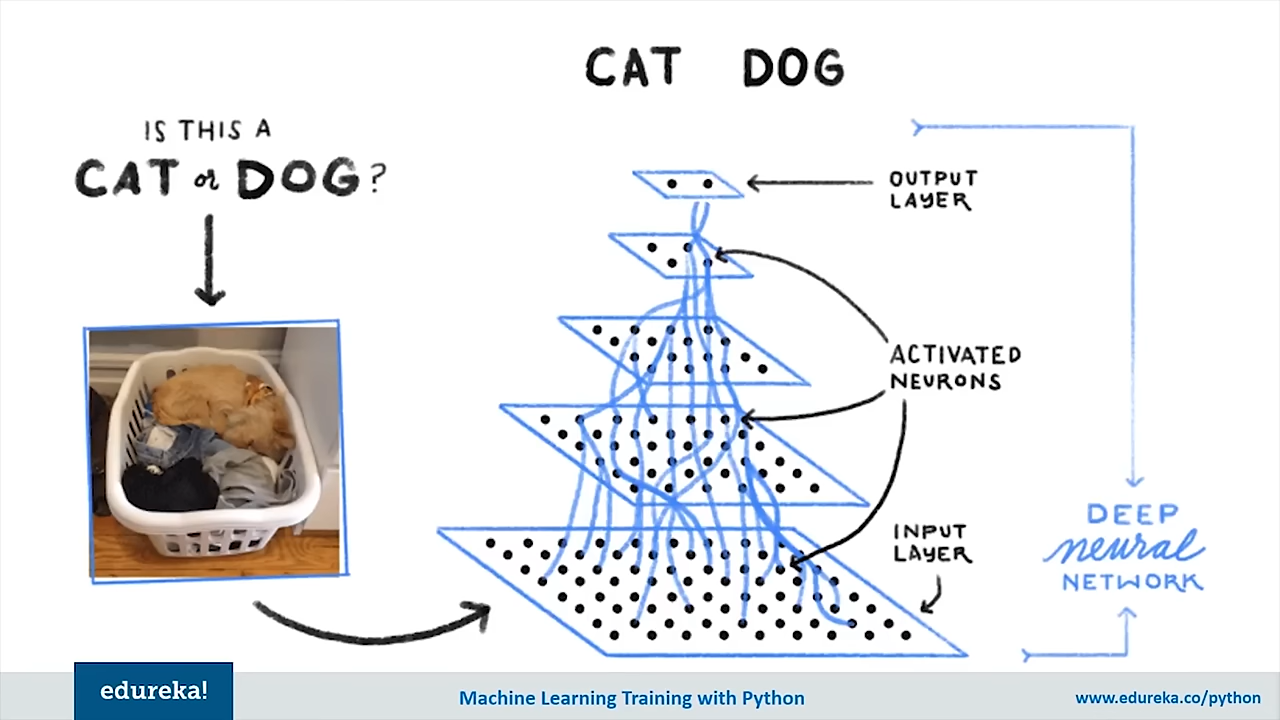 CAT DOG
IS THIS A
CAT or DOG?
OUTPUT
LAYER
ACTIVATED
NEURONS
INPUT
LAYER
DEEP
neural
NETWORK
edureka!
Machine Learning Training with Python
www.edureka.co/python